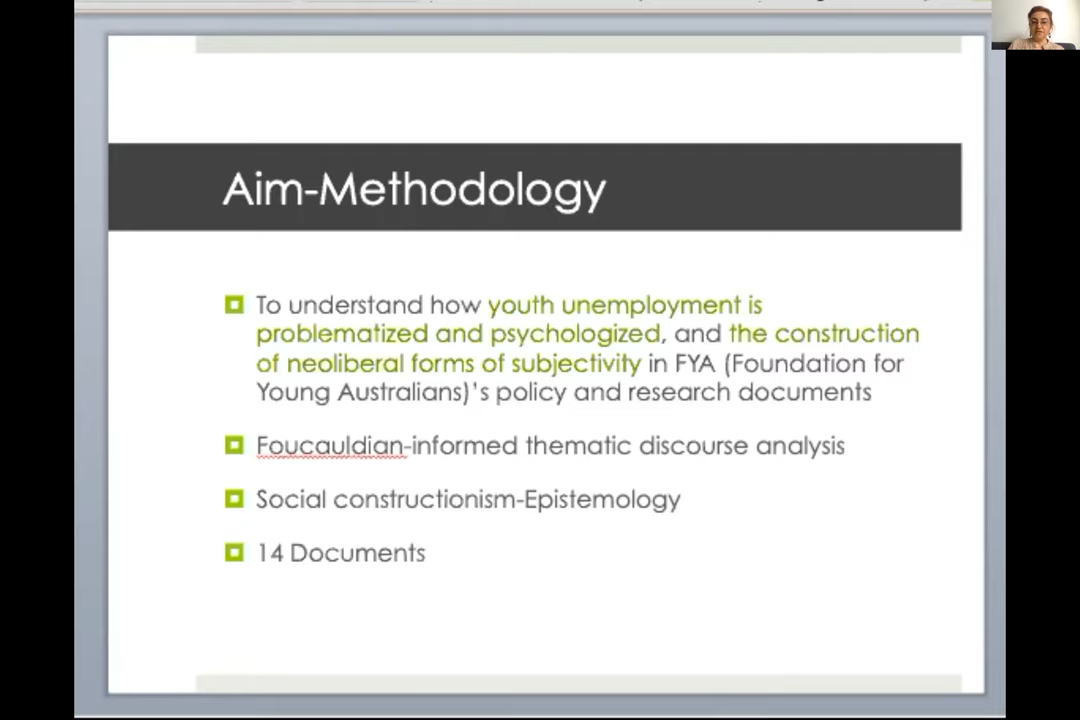 Aim-Methodology
To understand how youth unemployment is
problematized and psychologized, and the construction
of neoliberal forms of subjectivity in FYA (Foundation for
Young Australians)'s policy and research documents
Foucauldian-informed thematic discourse analysis
Social constructionism-Epistemology
14 Documents